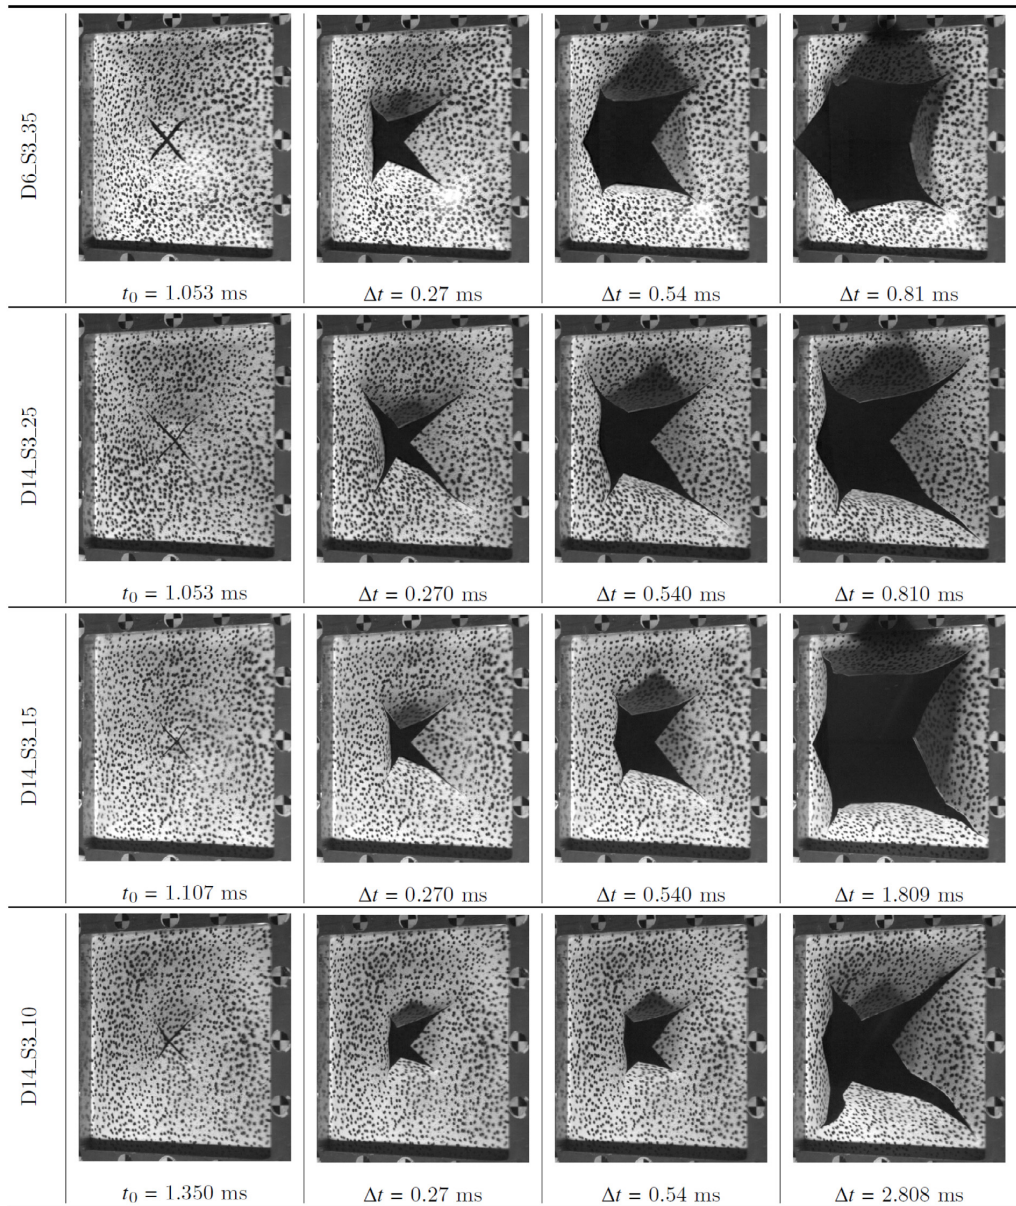 D6_S3_35
t₀ = 1.053 ms
Δt = 0.27 ms
Δt = 0.54 ms
Δt = 0.81 ms
D14_S3_25
t₀ = 1.053 ms
Δt = 0.270 ms
Δt = 0.540 ms
Δt = 0.810 ms
D14_S3_15
t₀ = 1.107 ms
Δt = 0.270 ms
Δt = 0.540 ms
Δt = 1.809 ms
D14_S3_10
t₀ = 1.350 ms
Δt = 0.27 ms
Δt = 0.54 ms
Δt = 2.808 ms